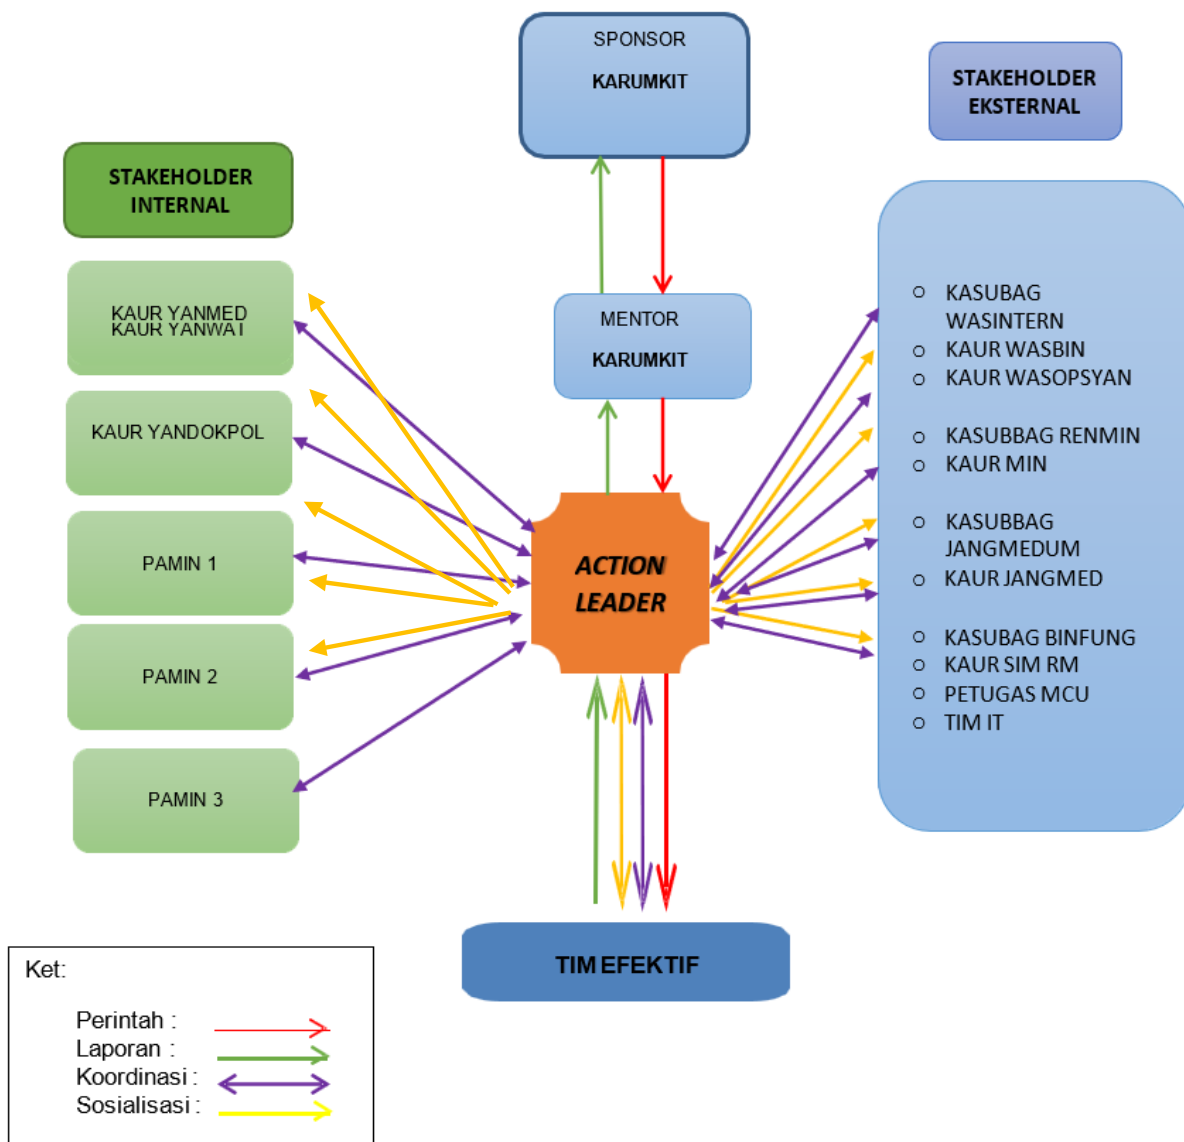 SPONSOR
KARUMKIT
STAKEHOLDER
EKSTERNAL
STAKEHOLDER
INTERNAL
KAUR YANMED
KAUR YANWAT
KAUR YANDOKPOL
PAMIN 1
PAMIN 2
PAMIN 3
MENTOR
KARUMKIT
ACTION
LEADER
○ KASUBAG
WASINTERN
○ KAUR WASBIN
○ KAUR WASOPSYAN
○ KASUBBAG RENMIN
○ KAUR MIN
○ KASUBBAG
JANGMEDUM
○ KAUR JANGMED
○ KASUBAG BINFUNG
○ KAUR SIM RM
○ PETUGAS MCU
○ TIM IT
TIM EFEKTIF
Ket:
Perintah :
Laporan :
Koordinasi :
Sosialisasi :